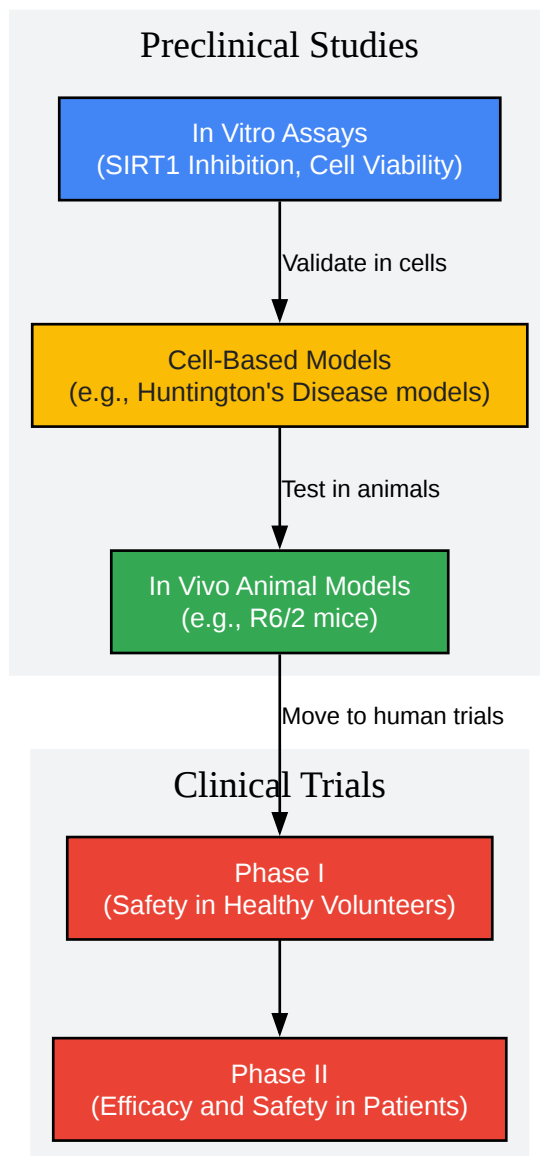 Preclinical Studies
In Vitro Assays
(SIRT1 Inhibition, Cell Viability)
Validate in cells
Cell-Based Models
(e.g., Huntington's Disease models)
Test in animals
In Vivo Animal Models
(e.g., R6/2 mice)
Move to human trials
Clinical Trials
Phase I
(Safety in Healthy Volunteers)
Phase II
(Efficacy and Safety in Patients)